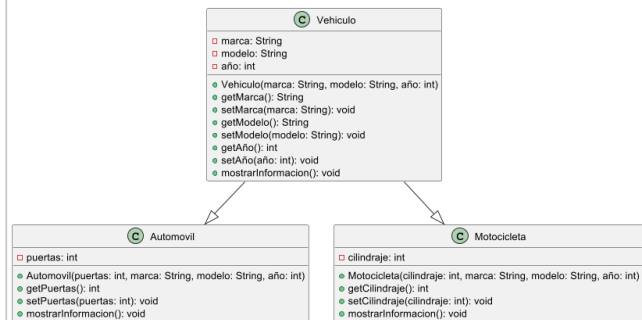 C Vehiculo
marca: String
modelo: String
año: int
Vehiculo(marca: String, modelo: String, año: int)
getMarca(): String
setMarca(marca: String): void
getModelo(): String
setModelo(modelo: String): void
getAño(): int
setAño(año: int): void
mostrarInformacion(): void
C Automovil
puertas: int
Automovil(puertas: int, marca: String, modelo: String, año: int)
getPuertas(): int
setPuertas(puertas: int): void
mostrarInformacion(): void
C Motocicleta
cilindraje: int
Motocicleta(cilindraje: int, marca: String, modelo: String, año: int)
getCilindraje(): int
setCilindraje(cilindraje: int): void
mostrarInformacion(): void